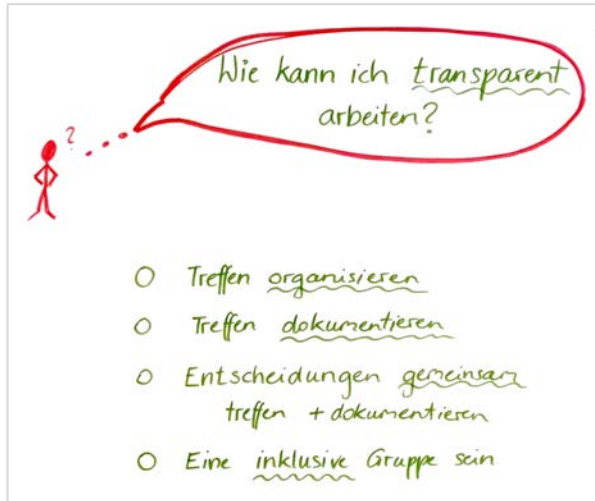 Wie kann ich transparent
arbeiten?
?
○ Treffen organisieren
○ Treffen dokumentieren
○ Entscheidungen gemeinsam
treffen + dokumentieren
○ Eine inklusive Gruppe sein